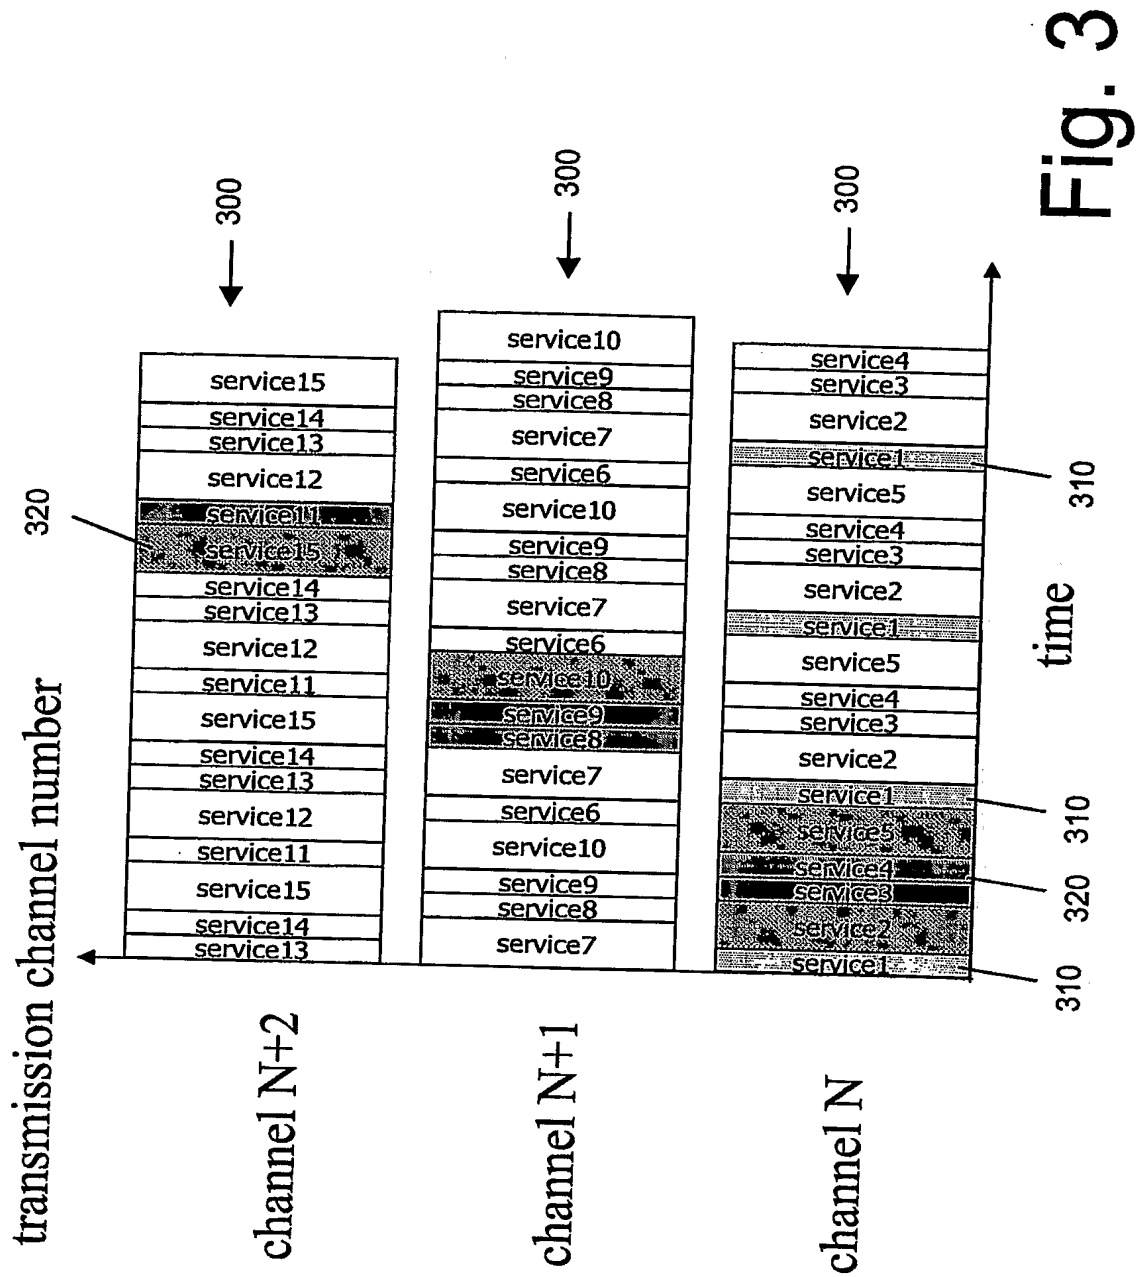 transmission channel number
320
300
300
300
service15
service14
service13
service12
service11
service15
service14
service13
service12
service11
service15
service14
service13
service12
service11
service15
service14
service13
service10
service9
service8
service7
service6
service10
service9
service8
service7
service6
service10
service9
service8
service7
service6
service10
service9
service8
service7
service4
service3
service2
service1
service5
service4
service3
service2
service1
service5
service4
service3
service2
service1
service5
service4
service3
service2
service1
channel N+2
channel N+1
channel N
310
310
320
310
time
Fig. 3